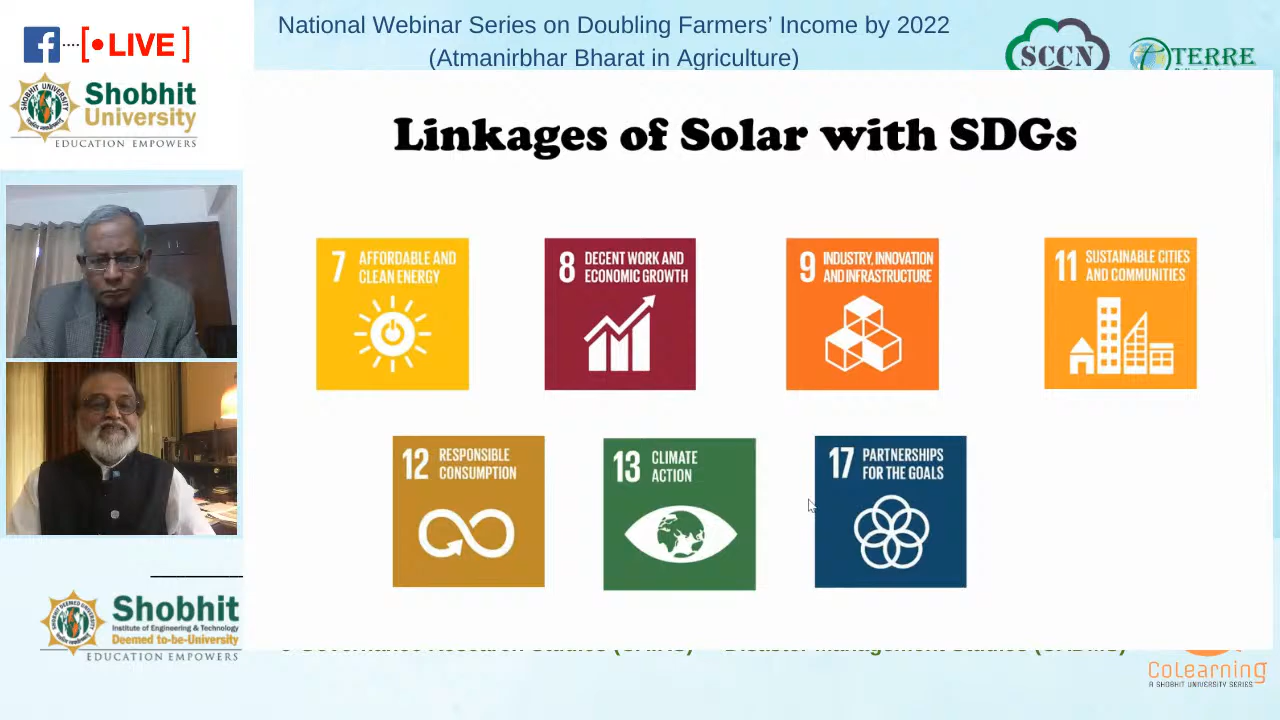 National Webinar Series on Doubling Farmers' Income by 2022
(Atmanirbhar Bharat in Agriculture)
LIVE
SCCN
TERRE
SHOBHIT UNIVERSITY
Shobhit
University
EDUCATION EMPOWERS
Linkages of Solar with SDGs
7 AFFORDABLE AND
CLEAN ENERGY
8 DECENT WORK AND
ECONOMIC GROWTH
9 INDUSTRY, INNOVATION
AND INFRASTRUCTURE
11 SUSTAINABLE CITIES
AND COMMUNITIES
12 RESPONSIBLE
CONSUMPTION
13 CLIMATE
ACTION
17 PARTNERSHIPS
FOR THE GOALS
Shobhit
Institute of Engineering & Technology
Deemed to-be-University
EDUCATION EMPOWERS
CoLearning
A SHOBHIT UNIVERSITY SERIES